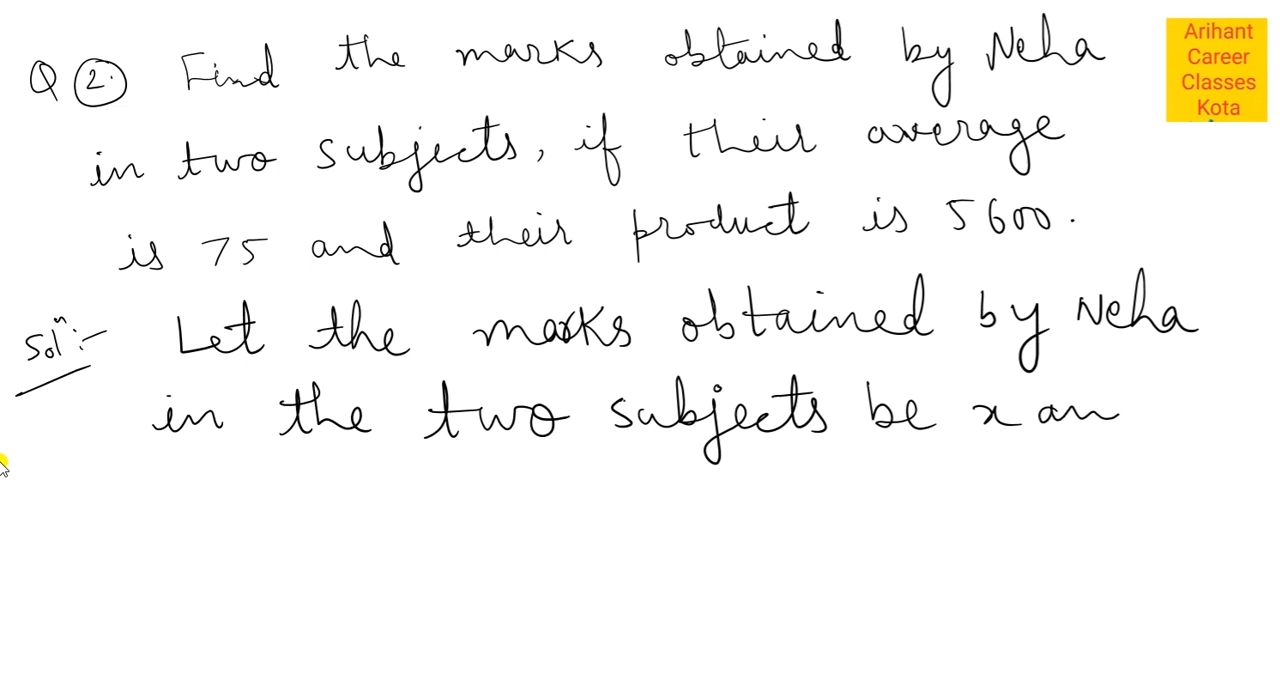 Q ② Find the marks obtained by Neha
in two subjects, if their average
is 75 and their product is 5600.
Solⁿ:- Let the marks obtained by Neha
in the two subjects be x an
Arihant
Career
Classes
Kota